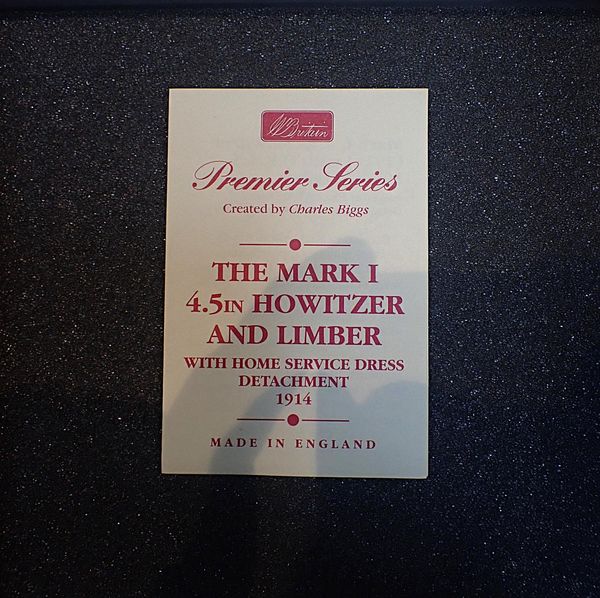 W Britain
Premier Series
Created by Charles Biggs
THE MARK I
4.5IN HOWITZER
AND LIMBER
WITH HOME SERVICE DRESS
DETACHMENT
1914
MADE IN ENGLAND